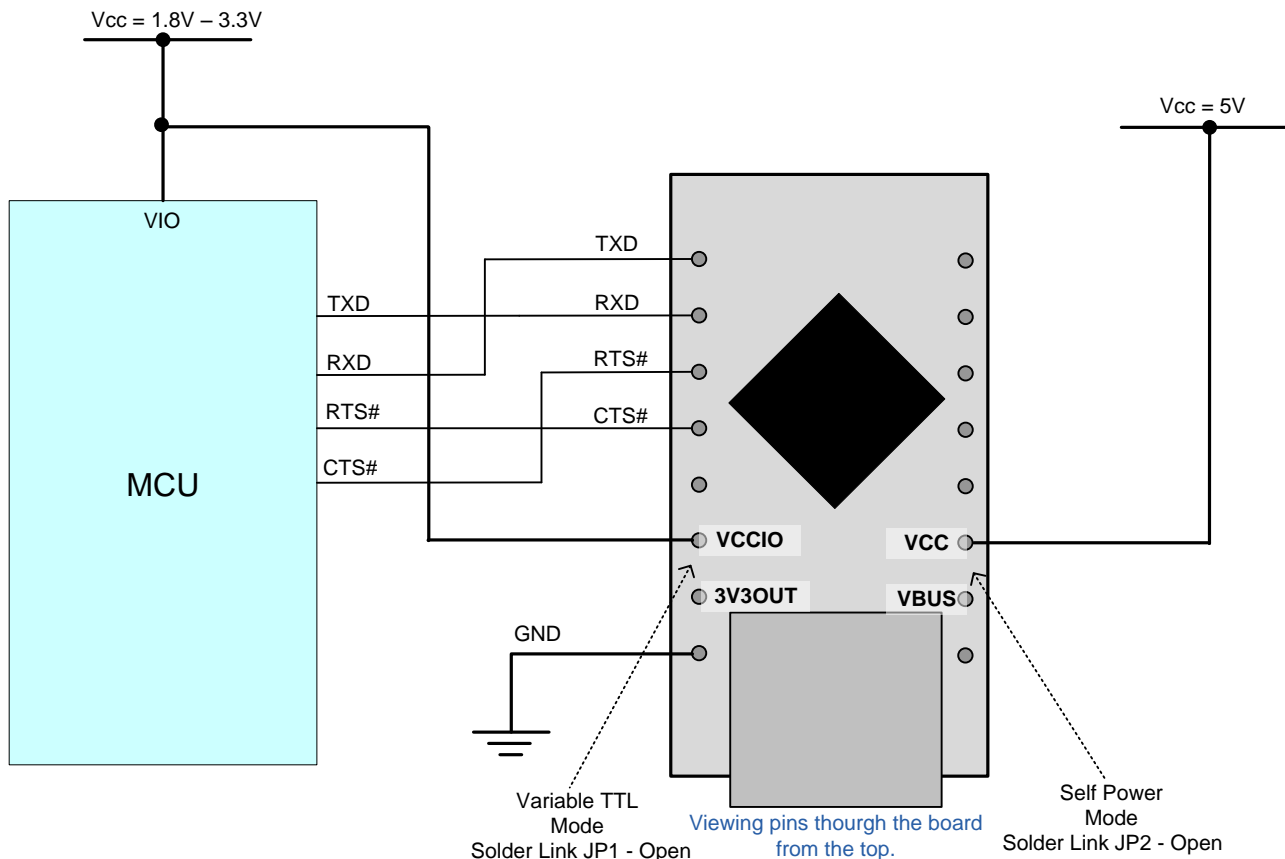 Vcc = 1.8V – 3.3V
Vcc = 5V
VIO
TXD
TXD
RXD
RXD
RTS#
RTS#
CTS#
CTS#
MCU
VCCIO
VCC
3V3OUT
VBUS
GND
Variable TTL
Mode
Solder Link JP1 - Open
Viewing pins thourgh the board
from the top.
Self Power
Mode
Solder Link JP2 - Open